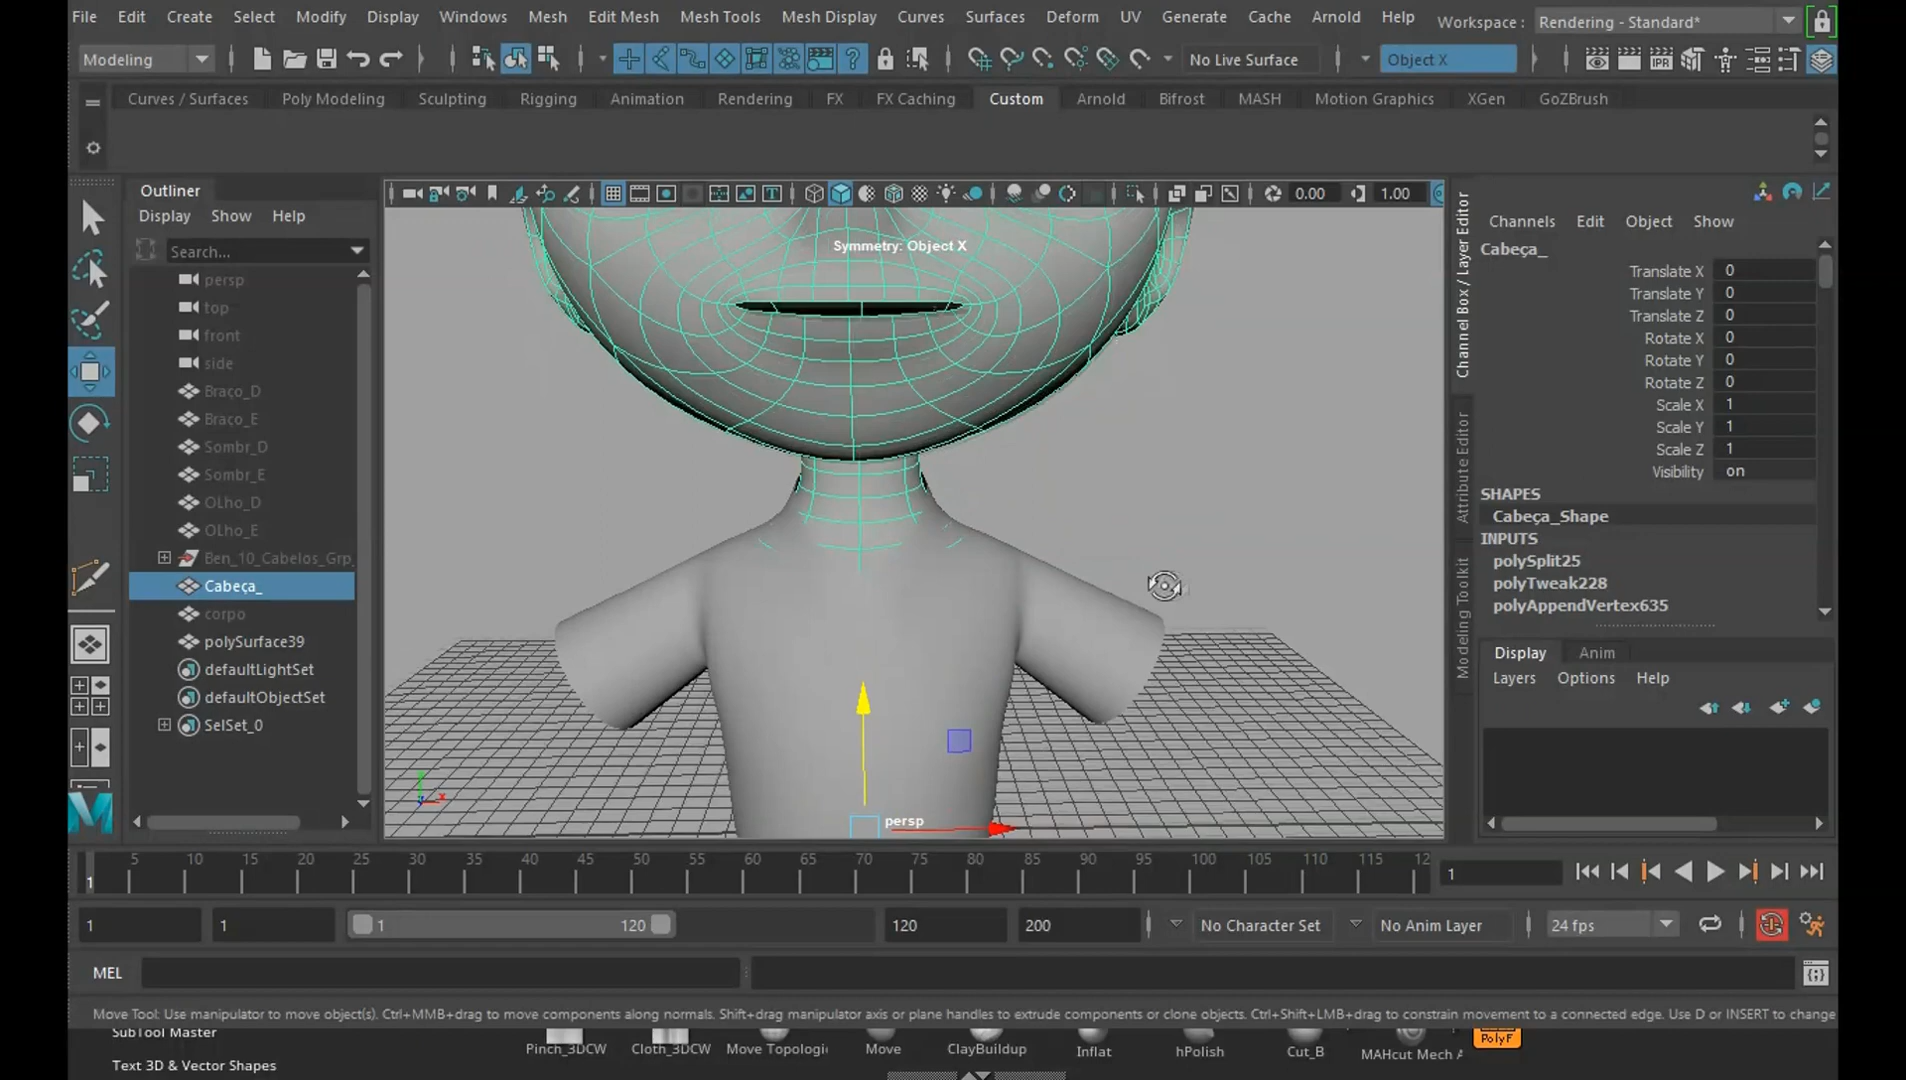 File Edit Create Select Modify Display Windows Mesh Edit Mesh Mesh Tools Mesh Display Curves Surfaces Deform UV Generate Cache Arnold Help Workspace : Rendering - Standard*
Modeling No Live Surface Object X
Curves / Surfaces Poly Modeling Sculpting Rigging Animation Rendering FX FX Caching Custom Arnold Bifrost MASH Motion Graphics XGen GoZBrush
Outliner
Display Show Help
Search...
persp
top
front
side
Braço_D
Braço_E
Sombr_D
Sombr_E
OLho_D
OLho_E
Ben_10_Cabelos_Grp_
Cabeça_
corpo
polySurface39
defaultLightSet
defaultObjectSet
SelSet_0
IPR
0.00 1.00
Symmetry: Object X
persp
x
Channel Box / Layer Editor
Attribute Editor
Modeling Toolkit
Channels Edit Object Show
Cabeça_
Translate X 0
Translate Y 0
Translate Z 0
Rotate X 0
Rotate Y 0
Rotate Z 0
Scale X 1
Scale Y 1
Scale Z 1
Visibility on
SHAPES
Cabeça_Shape
INPUTS
polySplit25
polyTweak228
polyAppendVertex635
Display Anim
Layers Options Help
5 10 15 20 25 30 35 40 45 50 55 60 65 70 75 80 85 90 95 100 105 110 115 12
1 1
1 1 1 120 120 200 No Character Set No Anim Layer 24 fps
MEL
Move Tool: Use manipulator to move object(s). Ctrl+MMB+drag to move components along normals. Shift+drag manipulator axis or plane handles to extrude components or clone objects. Ctrl+Shift+LMB+drag to constrain movement to a connected edge. Use D or INSERT to change
SubTool Master
Text 3D & Vector Shapes
Pinch_3DCW Cloth_3DCW Move Topologic Move ClayBuildup Inflat hPolish Cut_B MAHcut Mech A PolyF